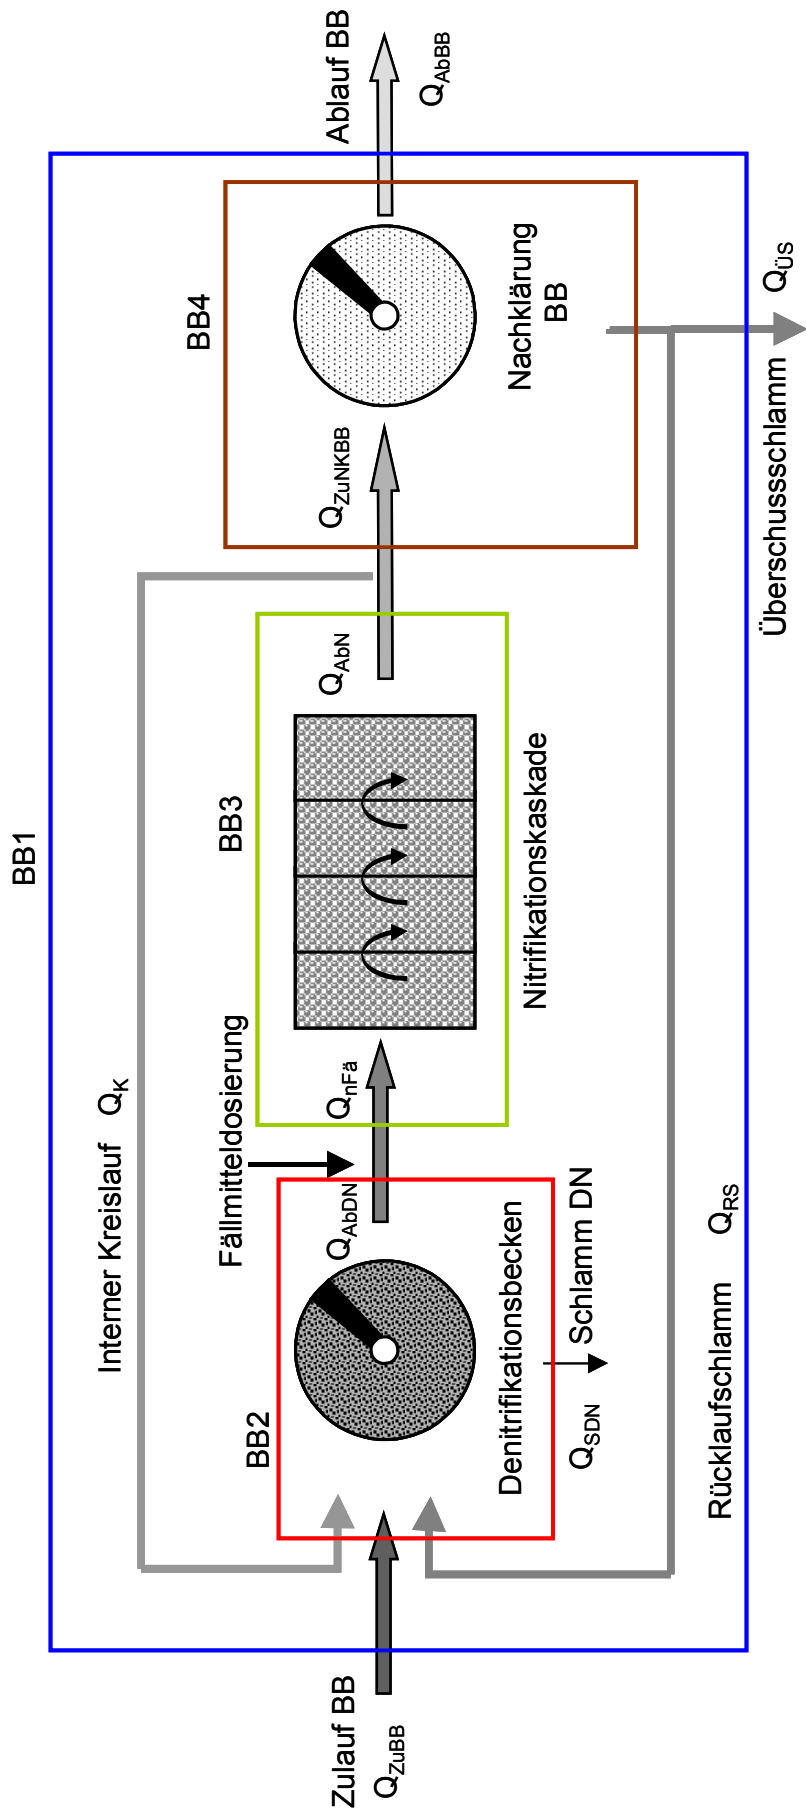 BB1
Interner Kreislauf Q_K
Zulauf BB
Q_ZuBB
BB2
Denitrifikationsbecken
Q_SDN
Schlamm DN
Q_AbDN
Fällmitteldosierung
Q_nFä
BB3
Nitrifikationskaskade
Q_AbN
Q_ZuNKBB
BB4
Nachklärung
BB
Ablauf BB
Q_AbBB
Rücklaufschlamm Q_RS
Überschussschlamm Q_ÜS